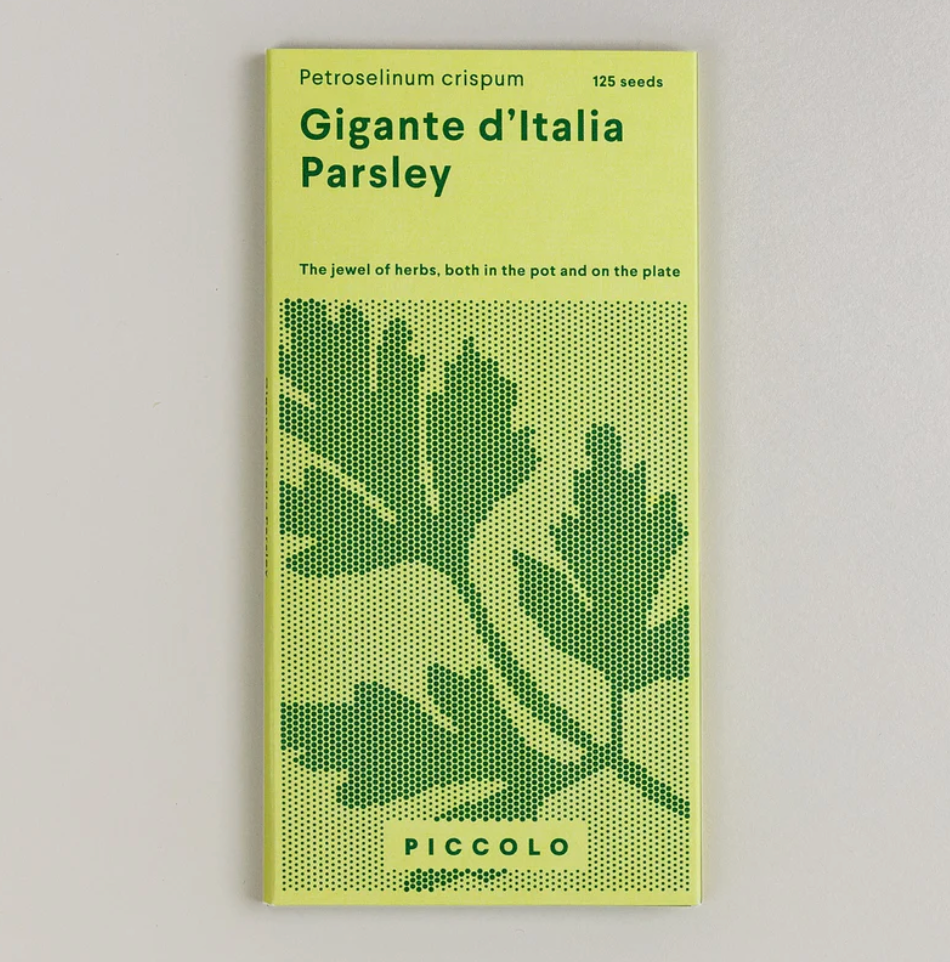 Petroselinum crispum
125 seeds
Gigante d’Italia
Parsley
The jewel of herbs, both in the pot and on the plate
PICCOLO